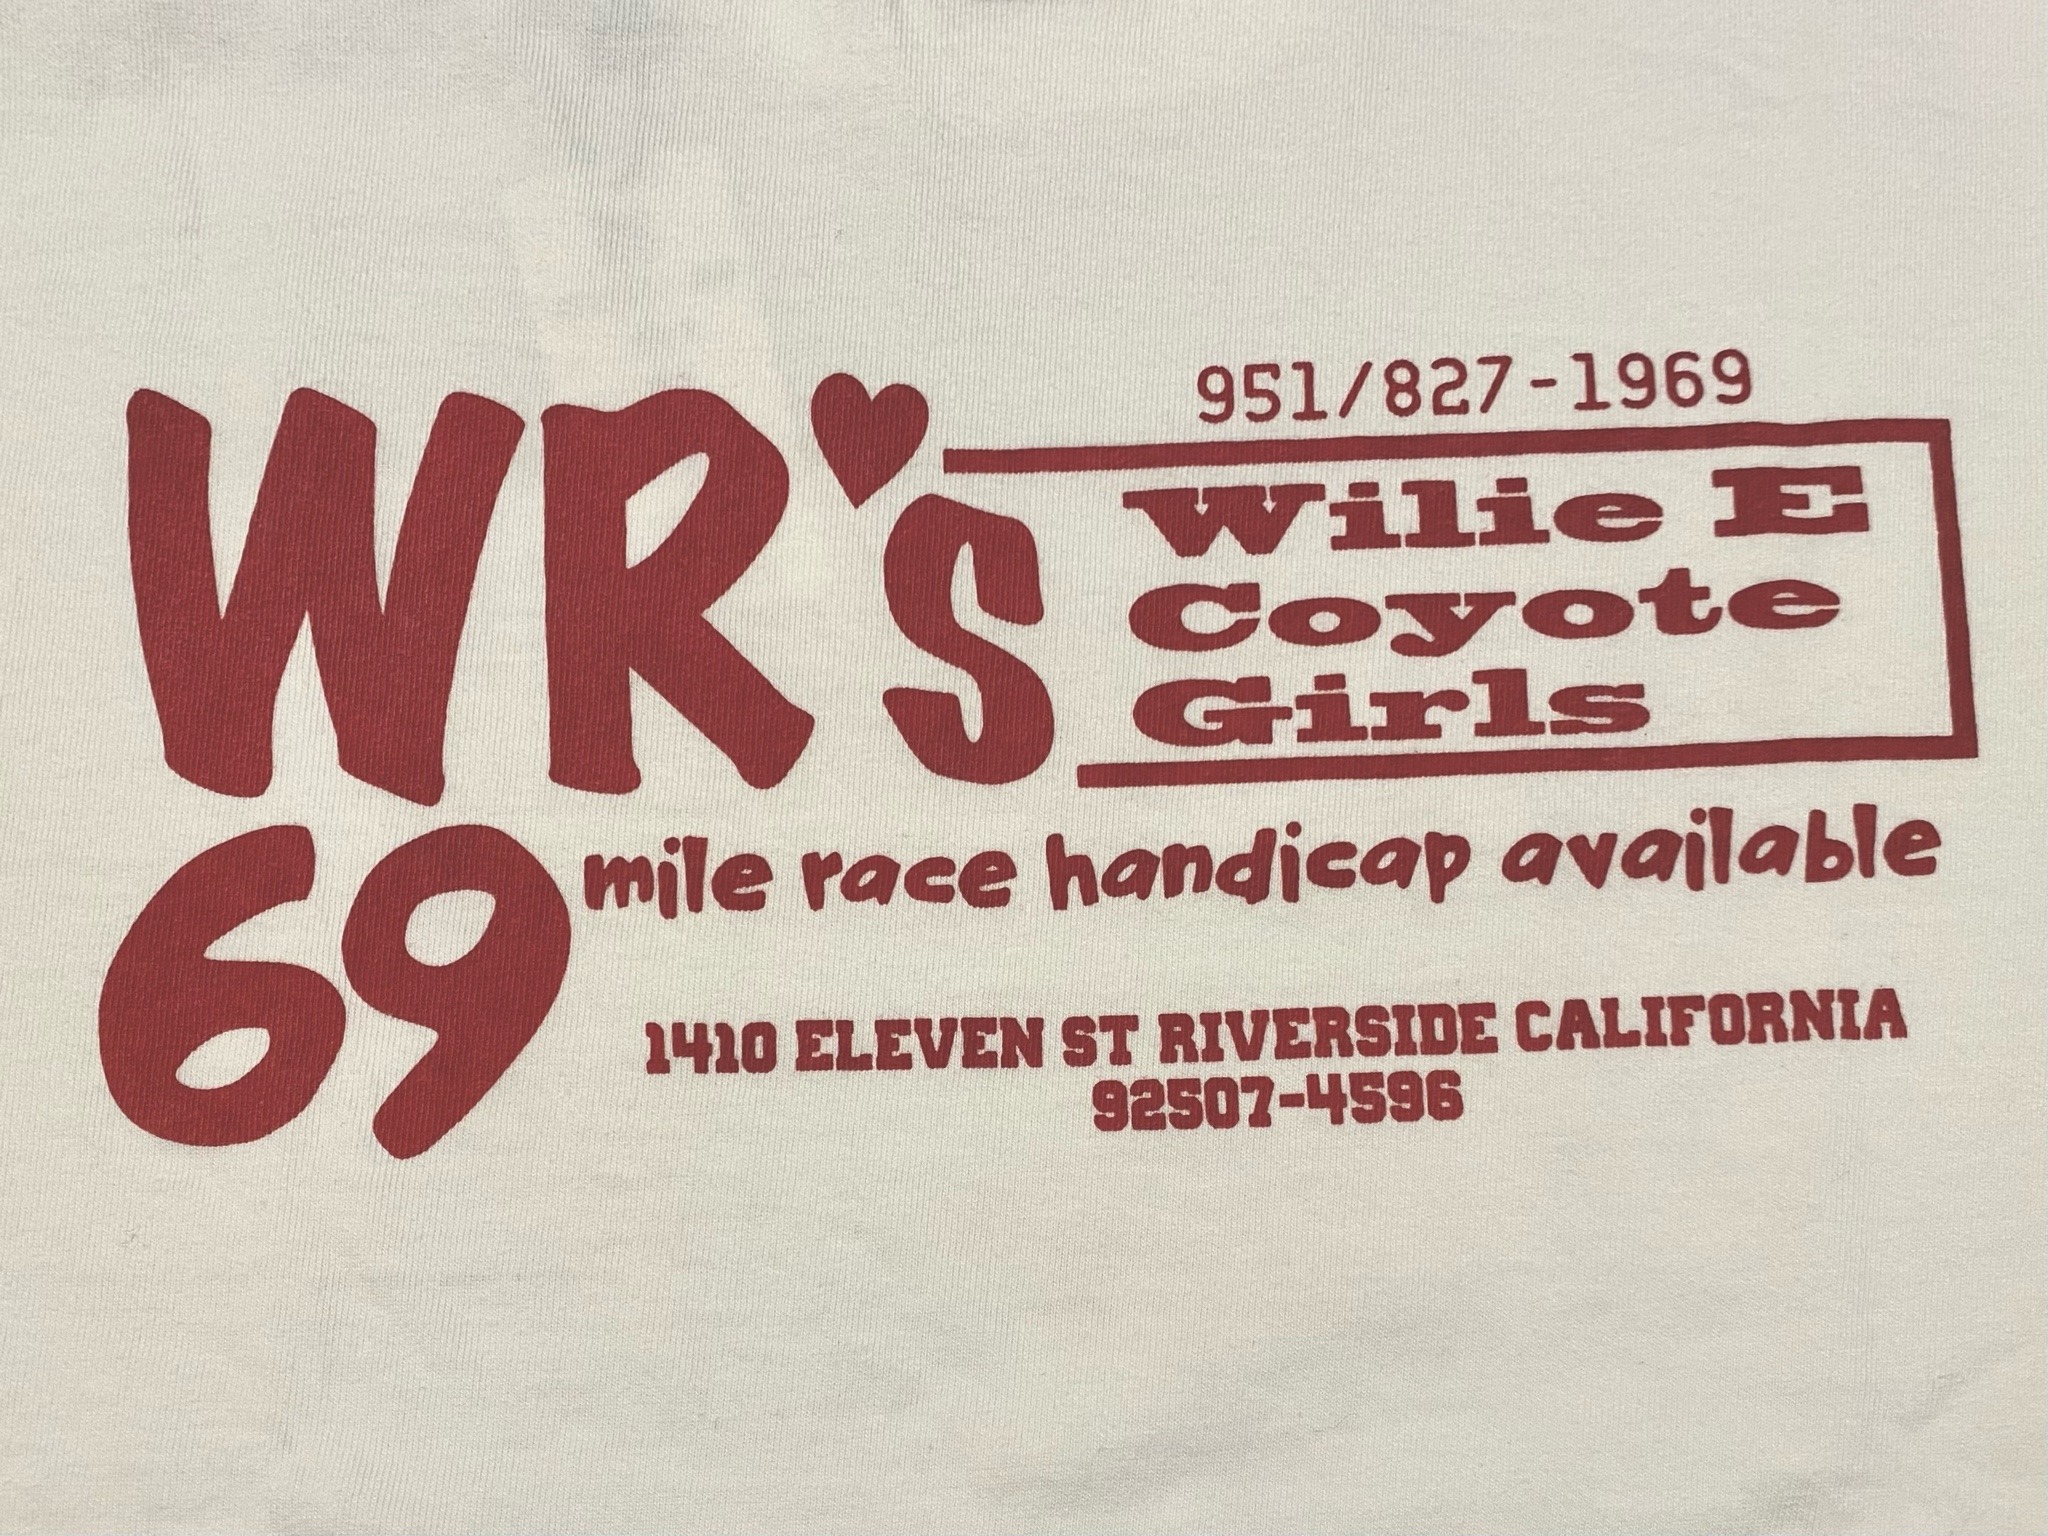 951/827-1969
WR's
Wilie E
Coyote
Girls
69 mile race handicap available
1410 ELEVEN ST RIVERSIDE CALIFORNIA
92507-4596